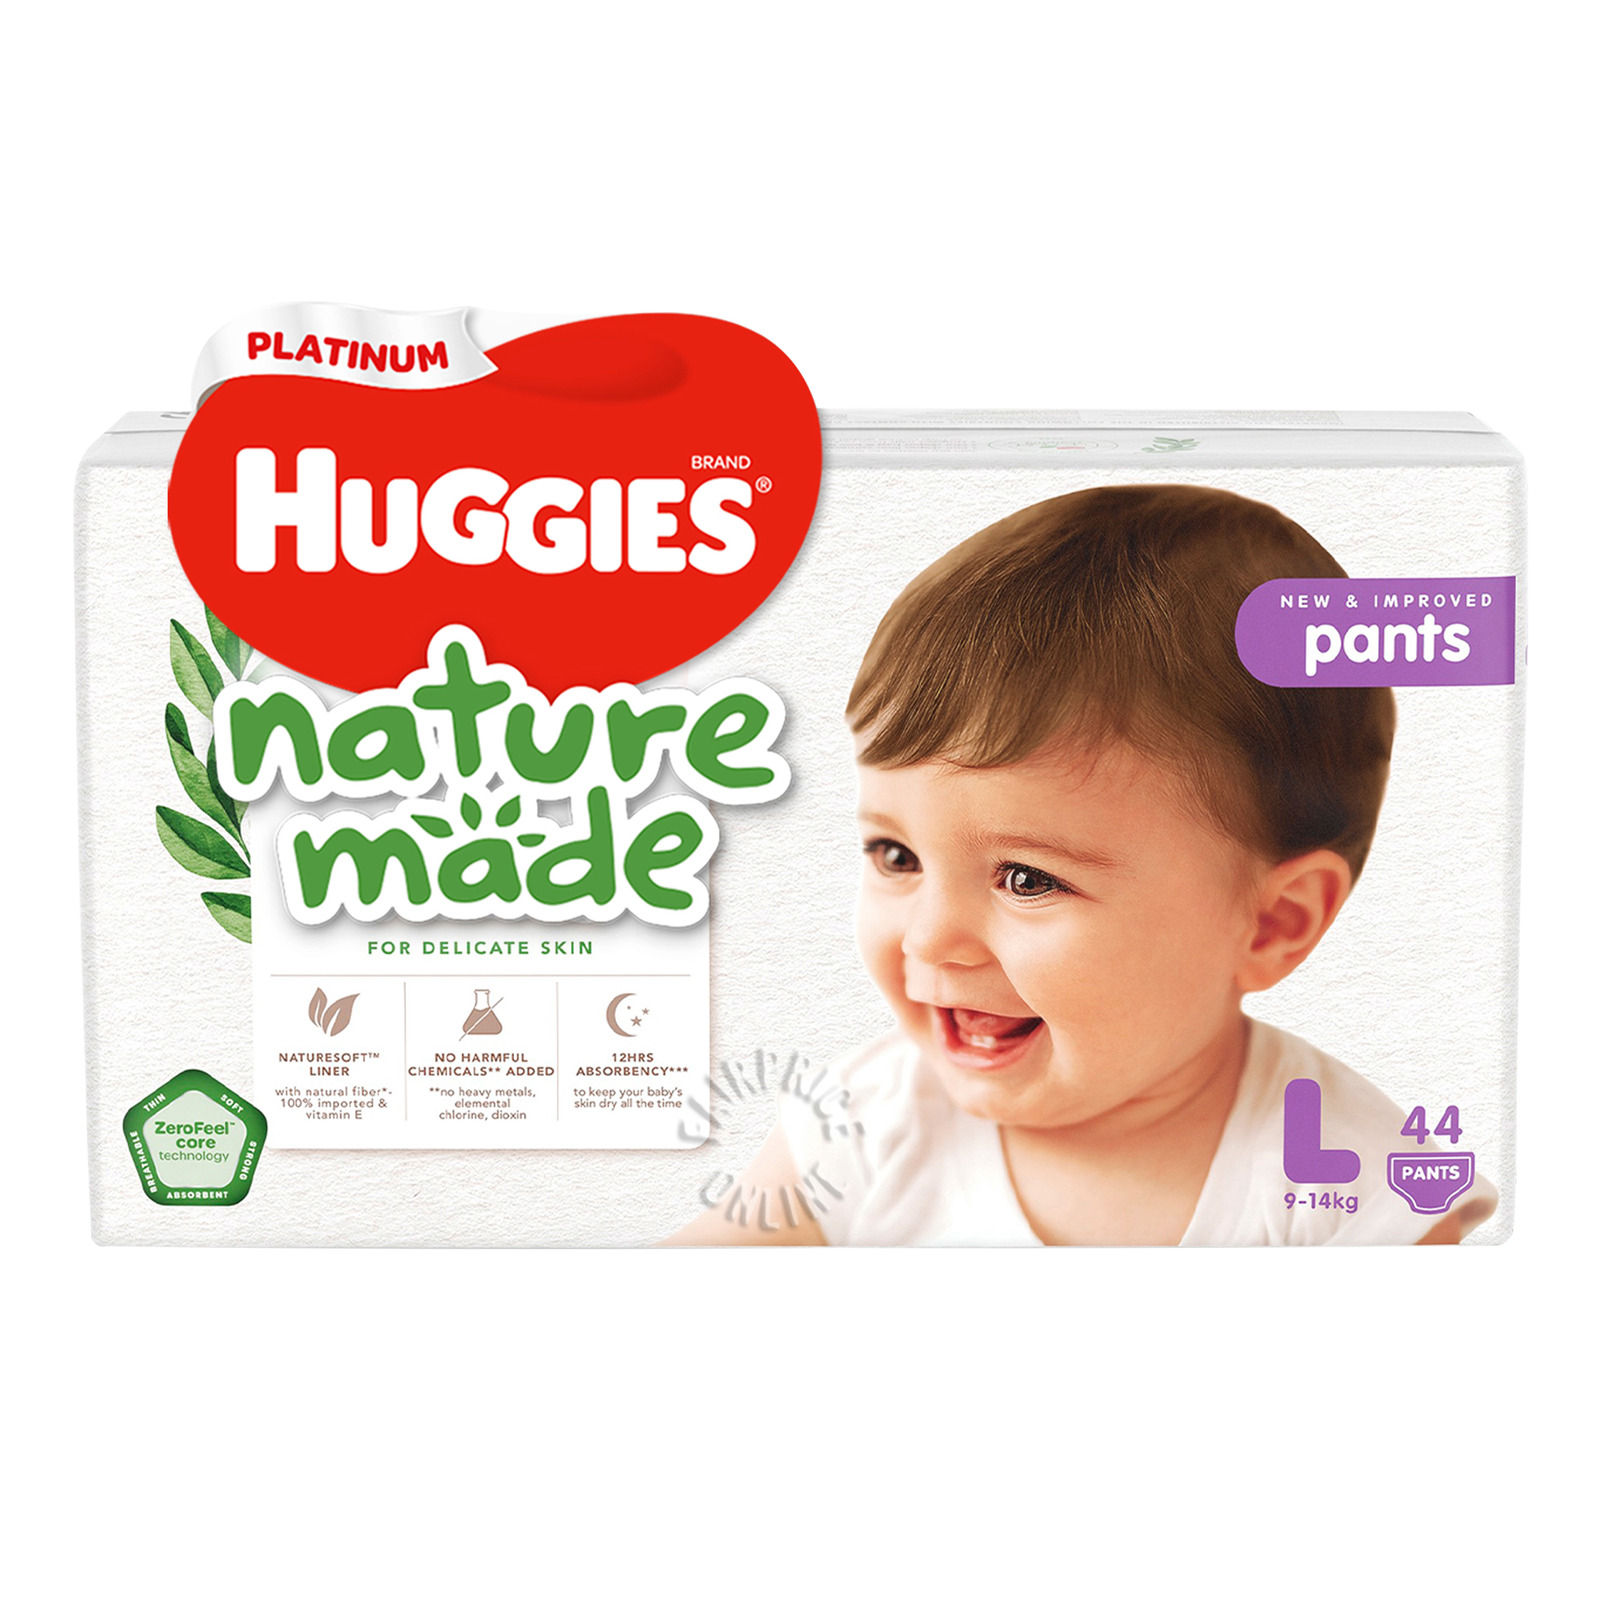 PLATINUM
BRAND
HUGGIES®
nature
made
FOR DELICATE SKIN
NATURESOFT™
LINER
with natural fiber*-
100% imported &
vitamin E
NO HARMFUL
CHEMICALS** ADDED
**no heavy metals,
elemental
chlorine, dioxin
12HRS
ABSORBENCY***
to keep your baby's
skin dry all the time
THIN
SOFT
STRONG
ABSORBENT
BREATHABLE
ZeroFeel™
core
technology
NEW & IMPROVED
pants
L
9-14kg
44
PANTS
FAIRPRICE
ONLINE